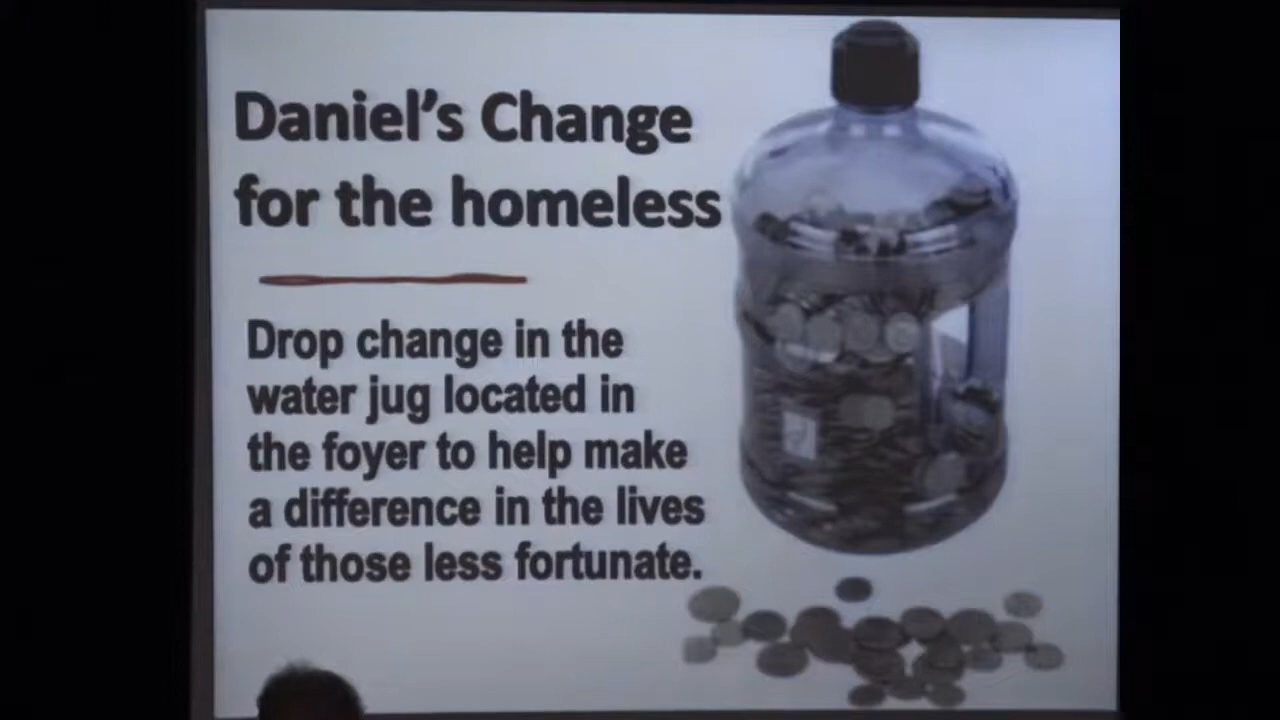 Daniel's Change
for the homeless
Drop change in the
water jug located in
the foyer to help make
a difference in the lives
of those less fortunate.